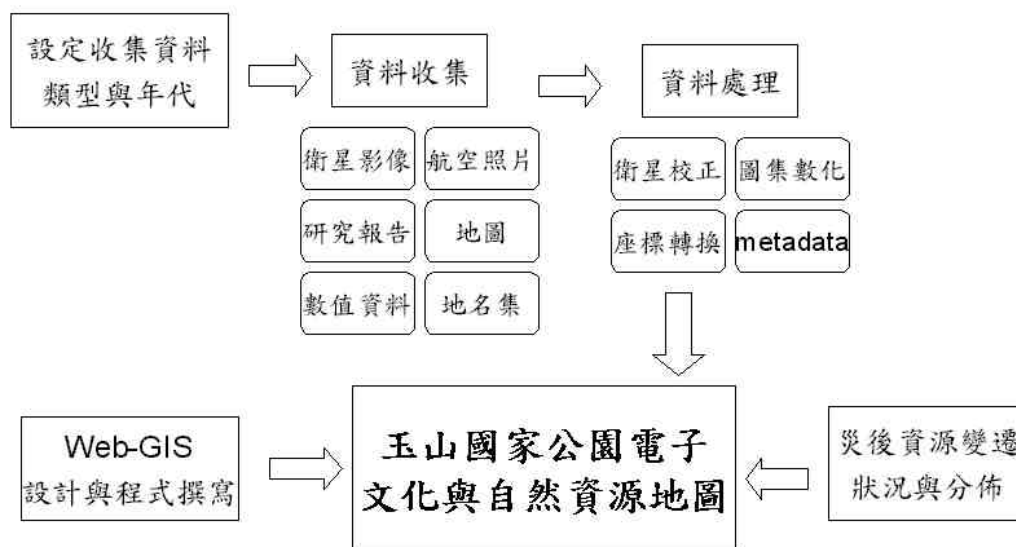 設定收集資料
類型與年代
資料收集
資料處理
衛星影像
航空照片
研究報告
地圖
數值資料
地名集
衛星校正
圖集數化
座標轉換
metadata
Web-GIS
設計與程式撰寫
玉山國家公園電子
文化與自然資源地圖
災後資源變遷
狀況與分佈